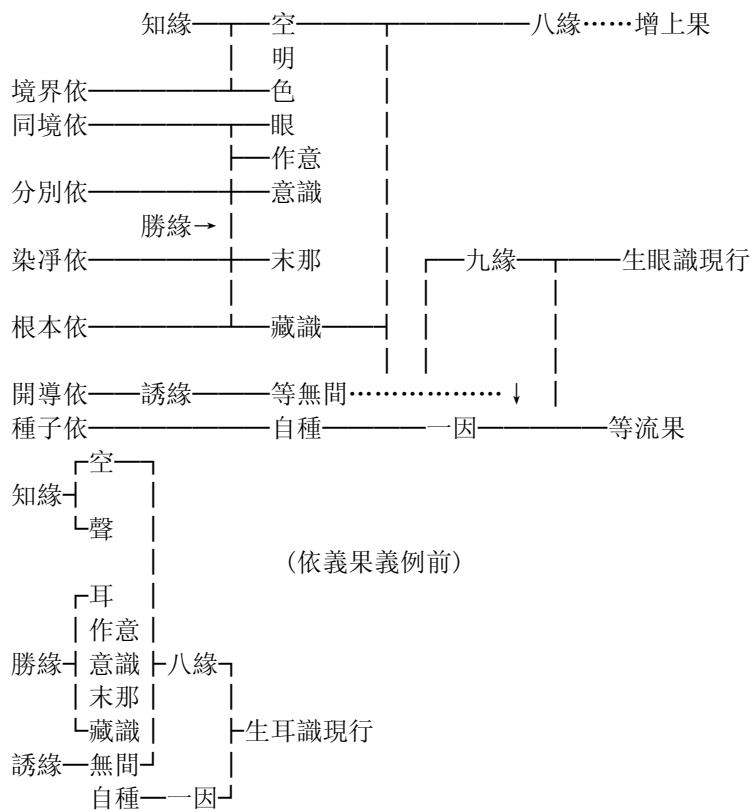 知緣 空 八緣……增上果
明
境界依 色
同境依 眼
作意
分別依 意識
勝緣→
染淨依 末那 九緣 生眼識現行
根本依 藏識
開導依 誘緣 等無間……………… ↓
種子依 自種 一因 等流果
空
知緣
聲
(依義果義例前)
耳
作意
勝緣 意識 八緣
末那
藏識 生耳識現行
誘緣 無間
自種 一因